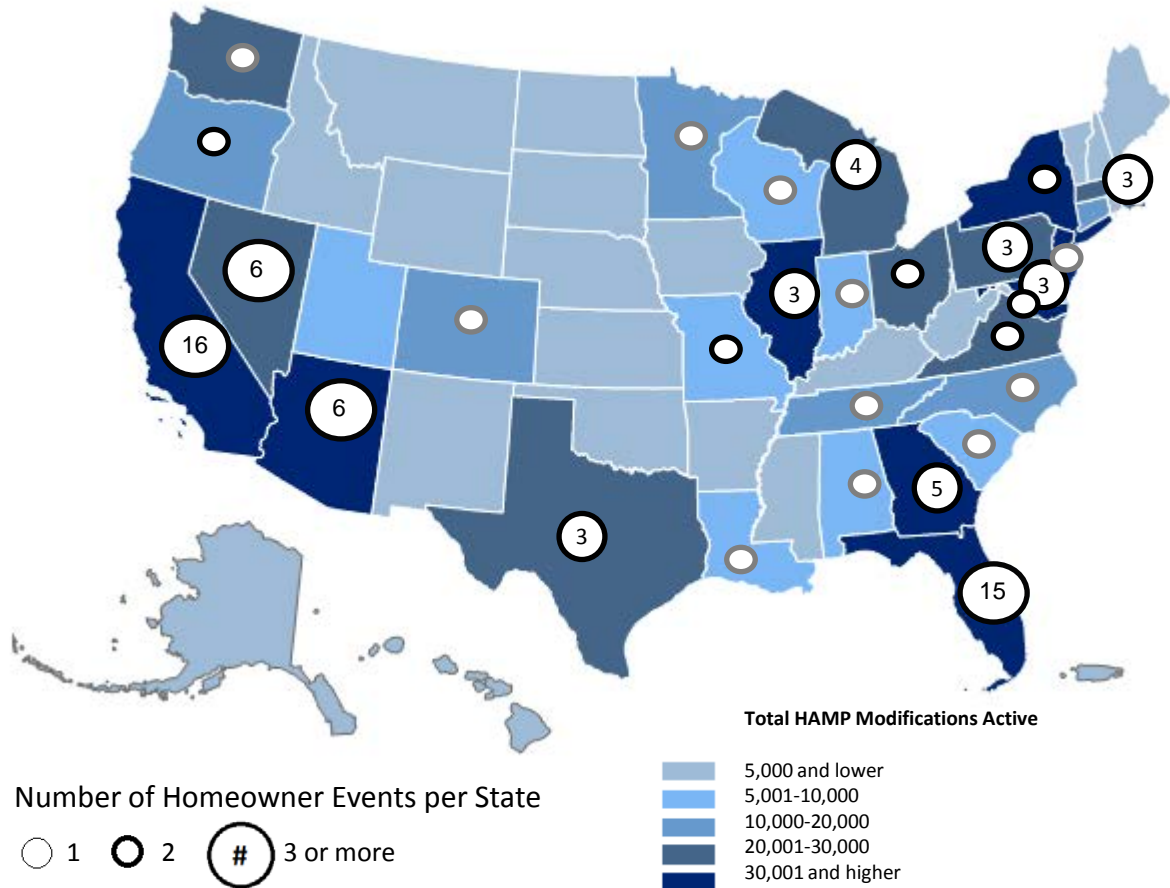 4
3
3
6
3
3
16
6
5
3
15
Total HAMP Modifications Active
5,000 and lower
5,001-10,000
10,000-20,000
20,001-30,000
30,001 and higher
Number of Homeowner Events per State
1 2 # 3 or more